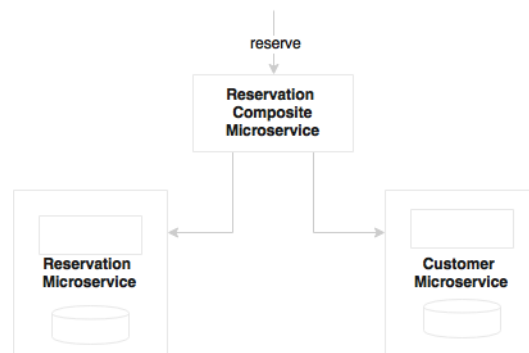 reserve
Reservation
Composite
Microservice
Reservation
Microservice
Customer
Microservice